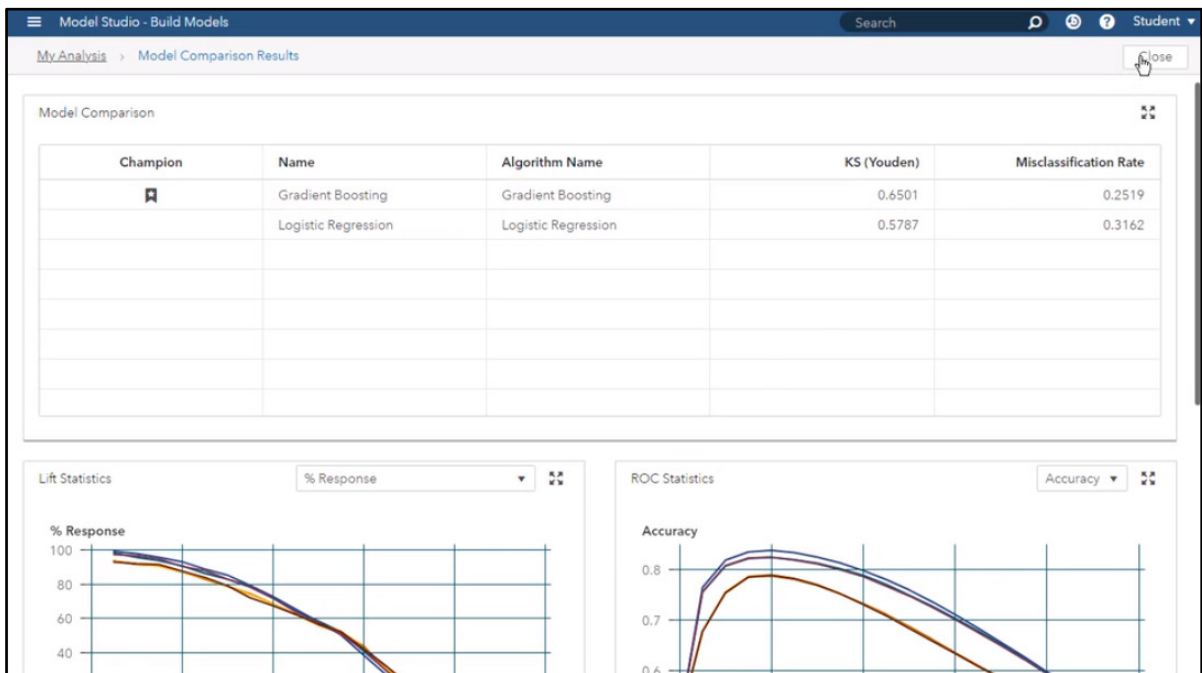 Model Studio - Build Models
Search
Student
My Analysis > Model Comparison Results
Close
Model Comparison
Champion Name Algorithm Name KS (Youden) Misclassification Rate
Gradient Boosting Gradient Boosting 0.6501 0.2519
Logistic Regression Logistic Regression 0.5787 0.3162
Lift Statistics
% Response
ROC Statistics
Accuracy
% Response
100
80
60
40
Accuracy
0.8
0.7
0.6